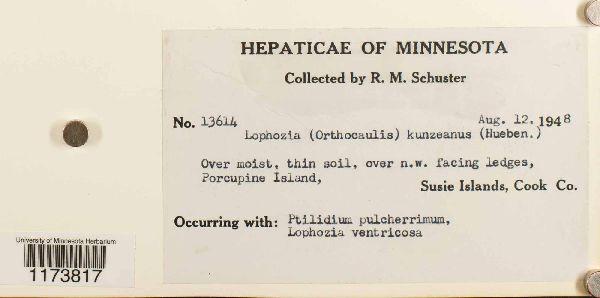 HEPATICAE OF MINNESOTA
Collected by R. M. Schuster
No. 13614 Aug. 12, 1948
Lophozia (Orthocaulis) kunzeanus (Hueben.)
Over moist, thin soil, over n.w. facing ledges,
Porcupine Island,
Susie Islands, Cook Co.
Occurring with: Ptilidium pulcherrimum,
Lophozia ventricosa
University of Minnesota Herbarium
1173817